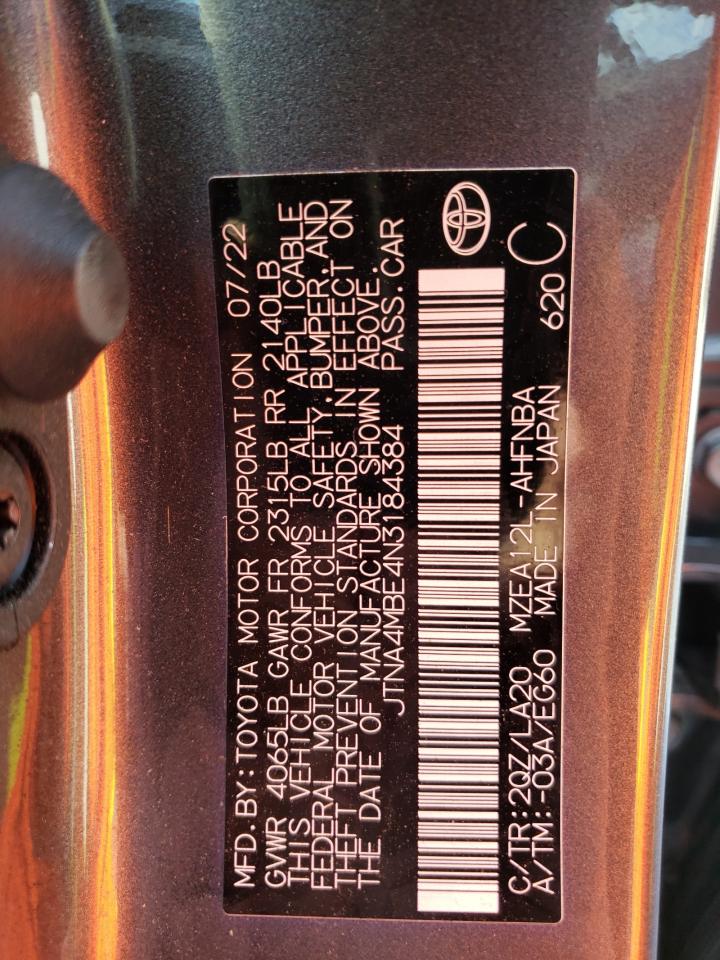 MFD. BY: TOYOTA MOTOR CORPORATION 07/22
GVWR 4065LB GAWR FR 2315LB RR 2140LB
THIS VEHICLE CONFORMS TO ALL APPLICABLE
FEDERAL MOTOR VEHICLE SAFETY, BUMPER, AND
THEFT PREVENTION STANDARDS IN EFFECT ON
THE DATE OF MANUFACTURE SHOWN ABOVE.
JTNA4MBE4N3184384 PASS. CAR
C/TR: 2QZ/LA20 MZEA12L-AHFNBA
A/TM: -03A/EG60 MADE IN JAPAN 620 C